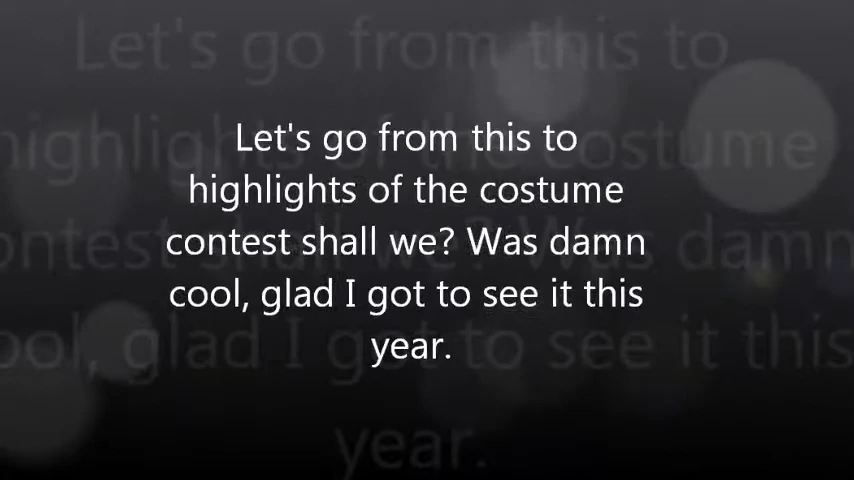 Let's go from this to
highlights of the costume
contest shall we? Was damn
cool, glad I got to see it this
year.